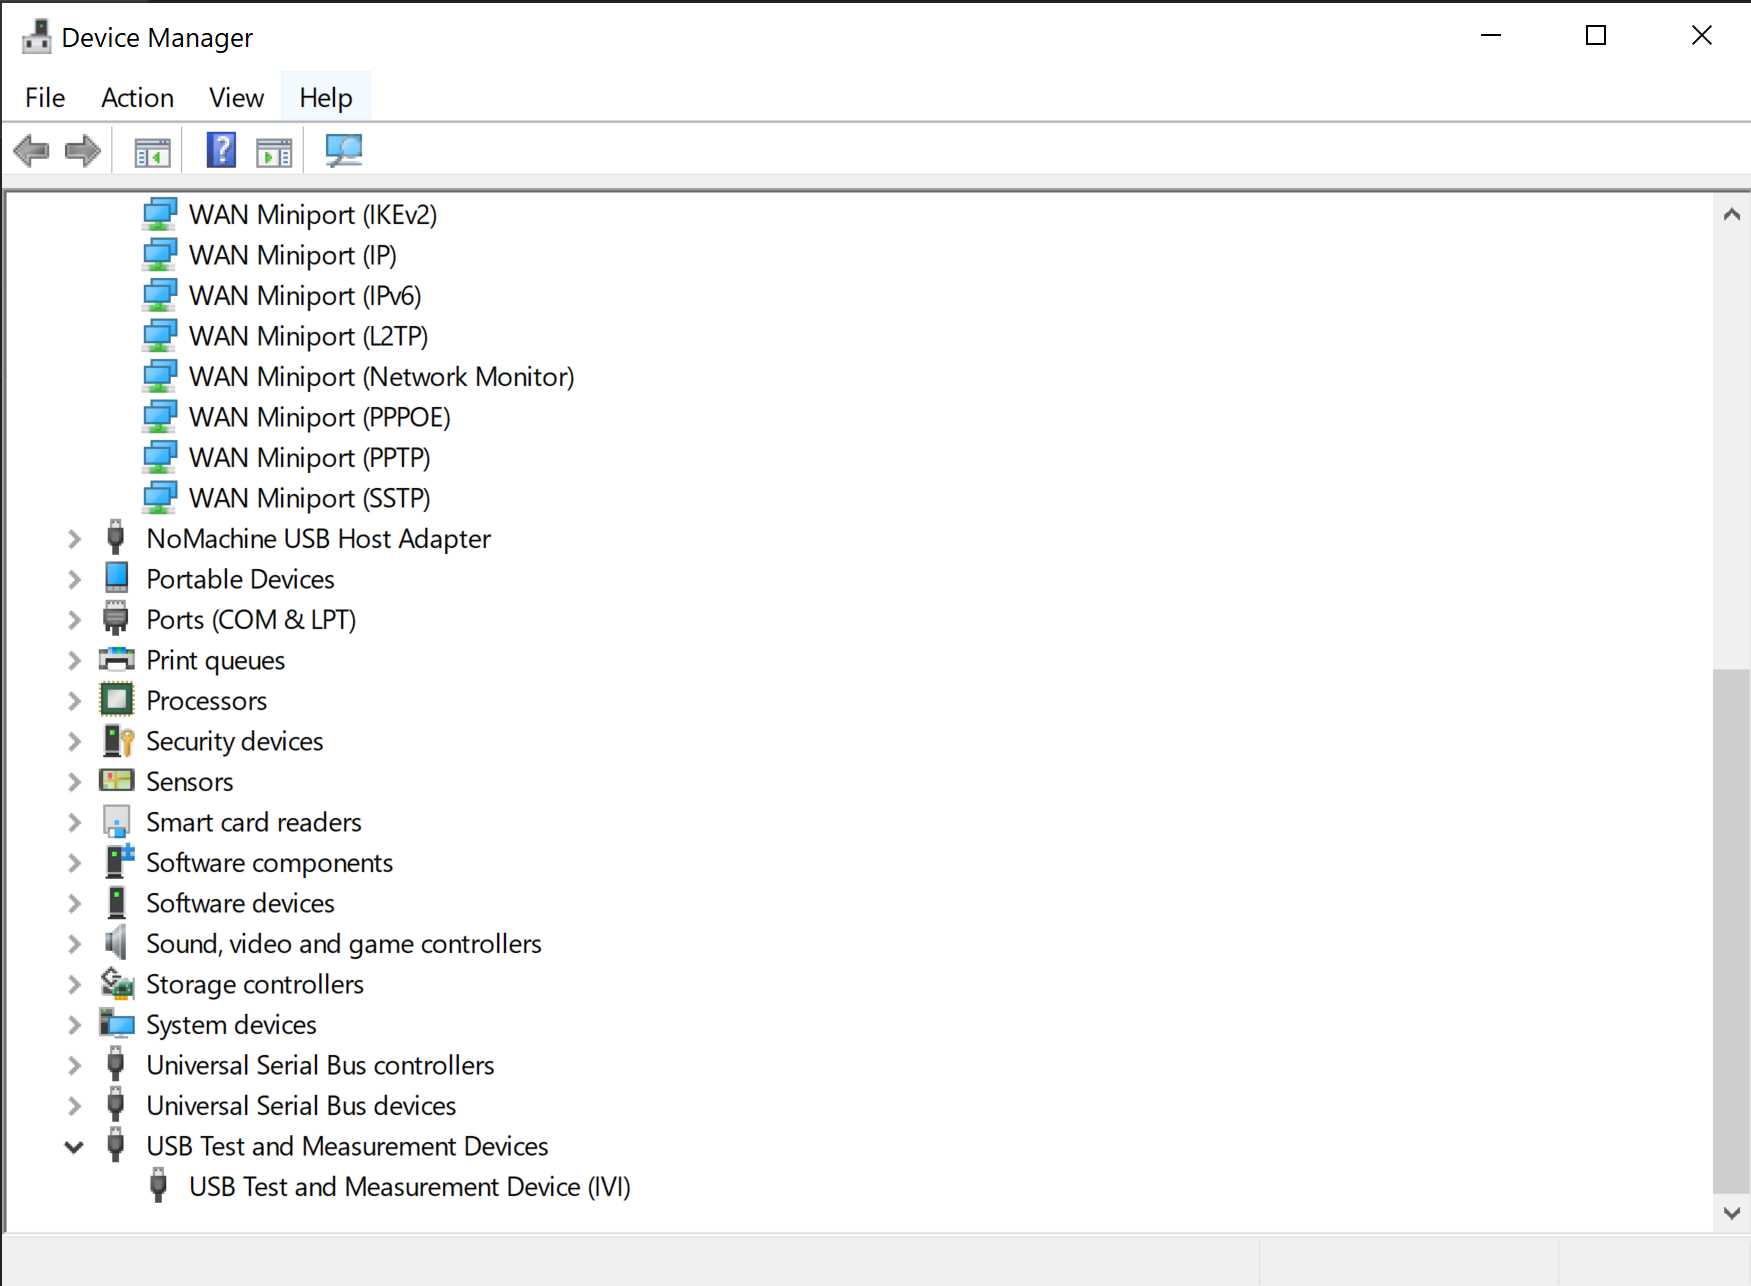 Device Manager
File Action View Help
WAN Miniport (IKEv2)
WAN Miniport (IP)
WAN Miniport (IPv6)
WAN Miniport (L2TP)
WAN Miniport (Network Monitor)
WAN Miniport (PPPOE)
WAN Miniport (PPTP)
WAN Miniport (SSTP)
NoMachine USB Host Adapter
Portable Devices
Ports (COM & LPT)
Print queues
Processors
Security devices
Sensors
Smart card readers
Software components
Software devices
Sound, video and game controllers
Storage controllers
System devices
Universal Serial Bus controllers
Universal Serial Bus devices
USB Test and Measurement Devices
USB Test and Measurement Device (IVI)